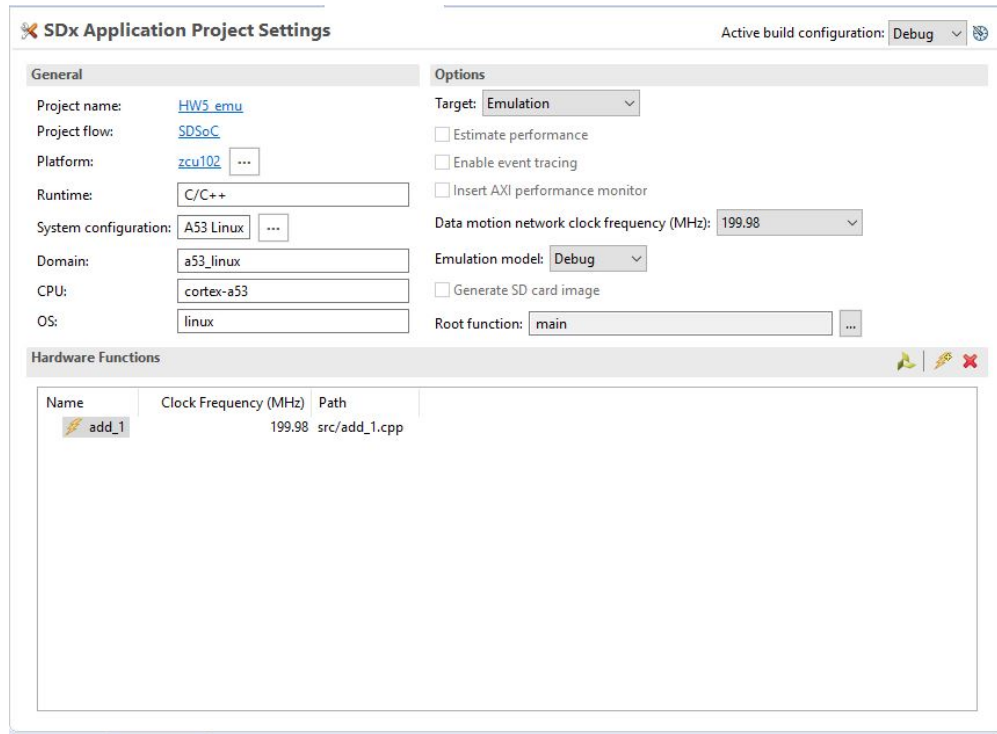 SDx Application Project Settings
Active build configuration: Debug
General
Project name: HW5_emu
Project flow: SDSoC
Platform: zcu102 ...
Runtime: C/C++
System configuration: A53 Linux ...
Domain: a53_linux
CPU: cortex-a53
OS: linux
Options
Target: Emulation
Estimate performance
Enable event tracing
Insert AXI performance monitor
Data motion network clock frequency (MHz): 199.98
Emulation model: Debug
Generate SD card image
Root function: main ...
Hardware Functions
Name Clock Frequency (MHz) Path
add_1 199.98 src/add_1.cpp